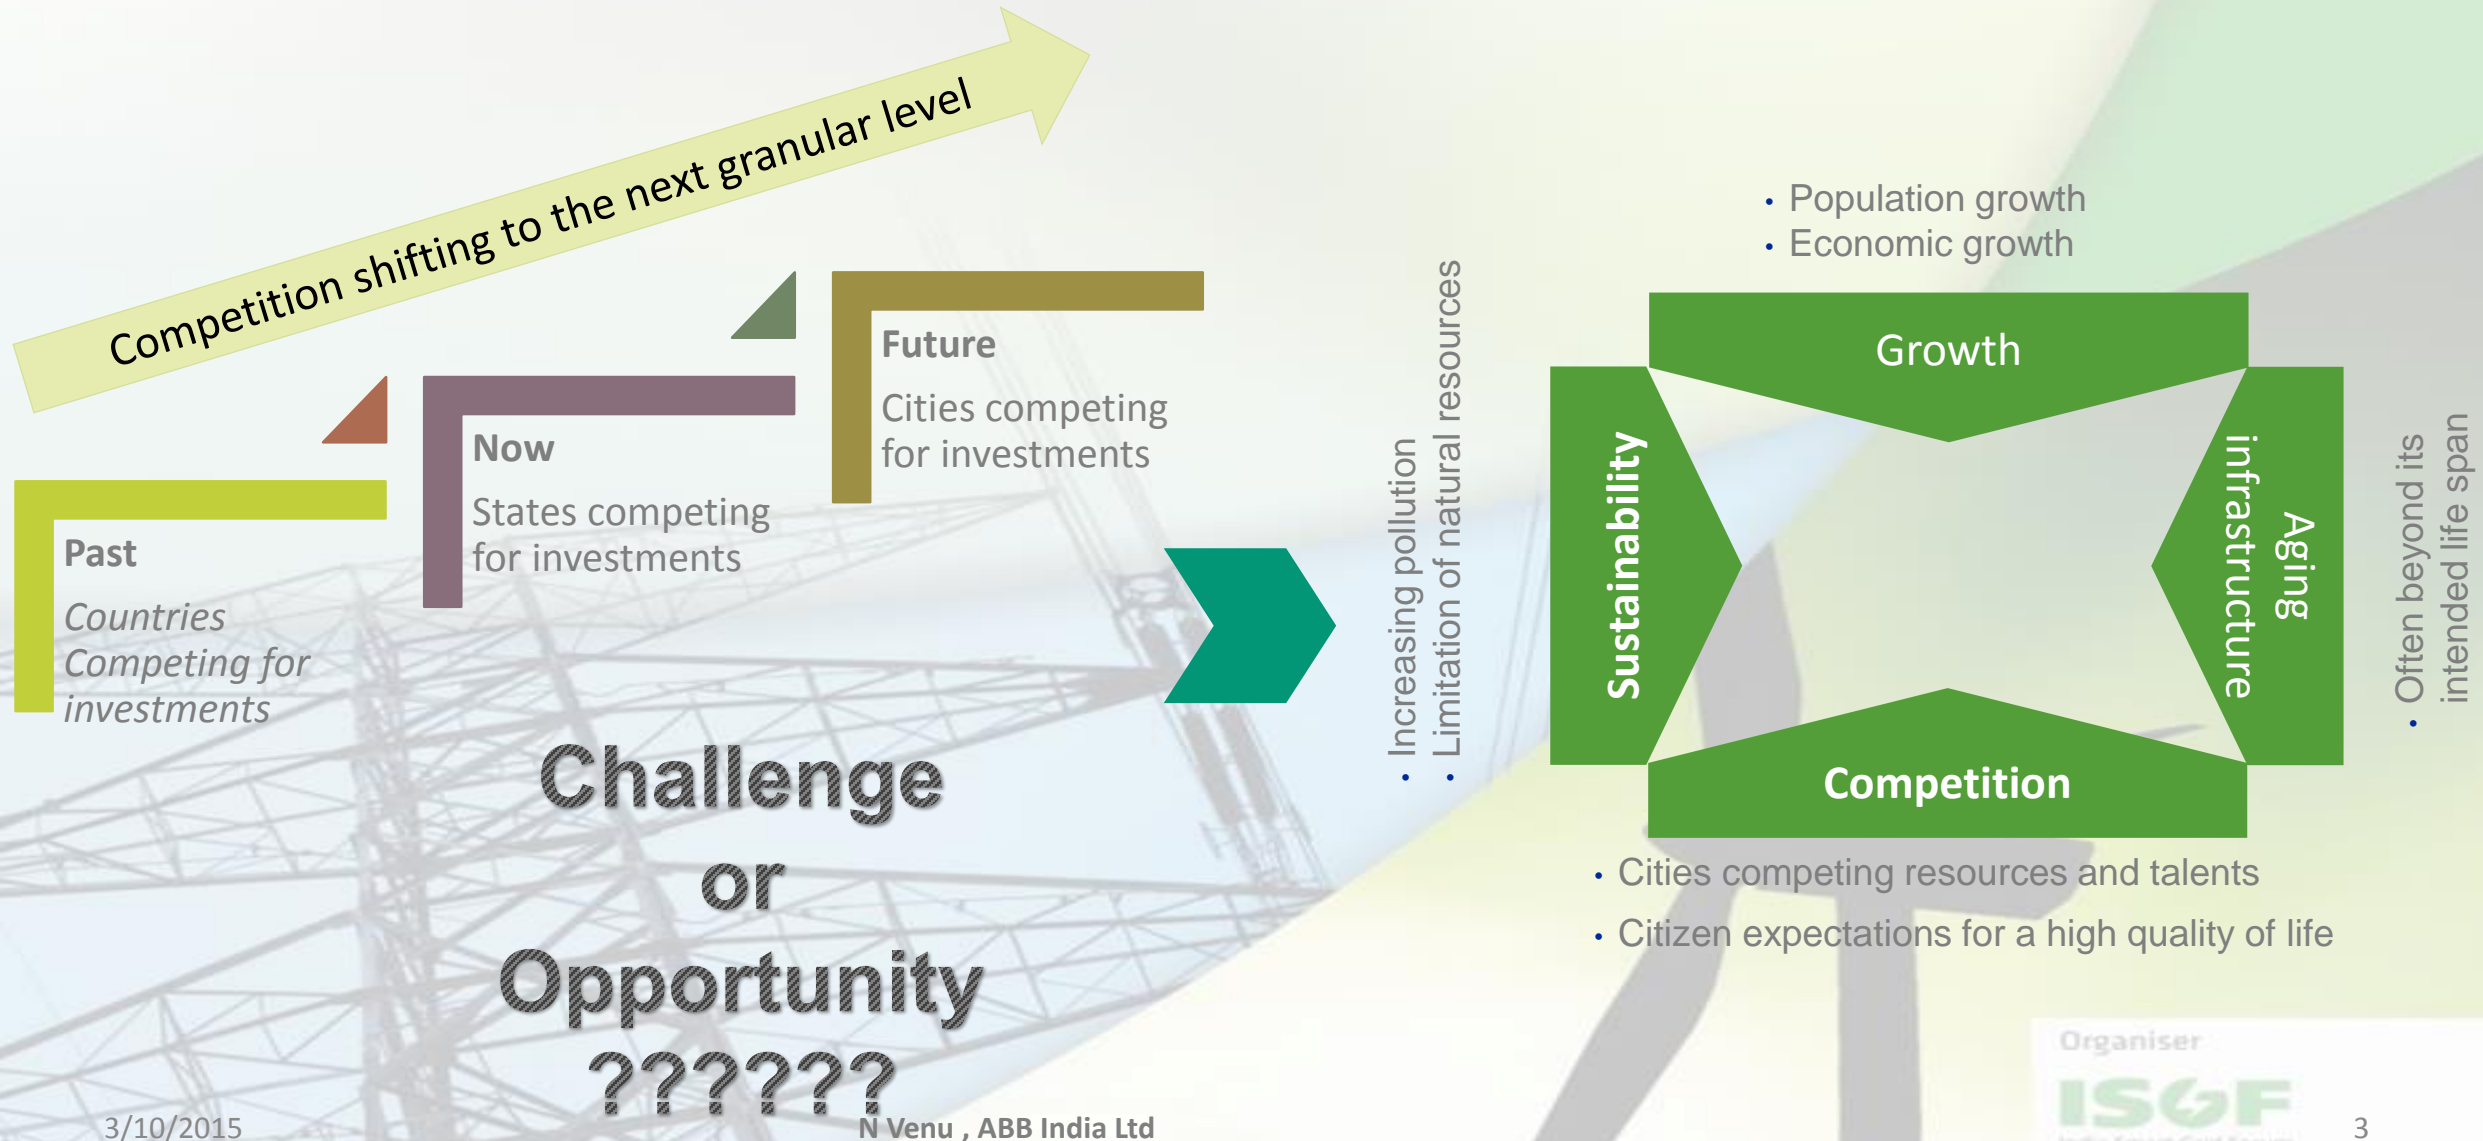 Competition shifting to the next granular level
Past
Countries
Competing for
investments
Now
States competing
for investments
Future
Cities competing
for investments
Challenge
or
Opportunity
??????
• Population growth
• Economic growth
Growth
• Increasing pollution
• Limitation of natural resources
Sustainability
Aging
infrastructure
• Often beyond its
intended life span
Competition
• Cities competing resources and talents
• Citizen expectations for a high quality of life
Organiser
ISGF
3/10/2015
N Venu , ABB India Ltd
3